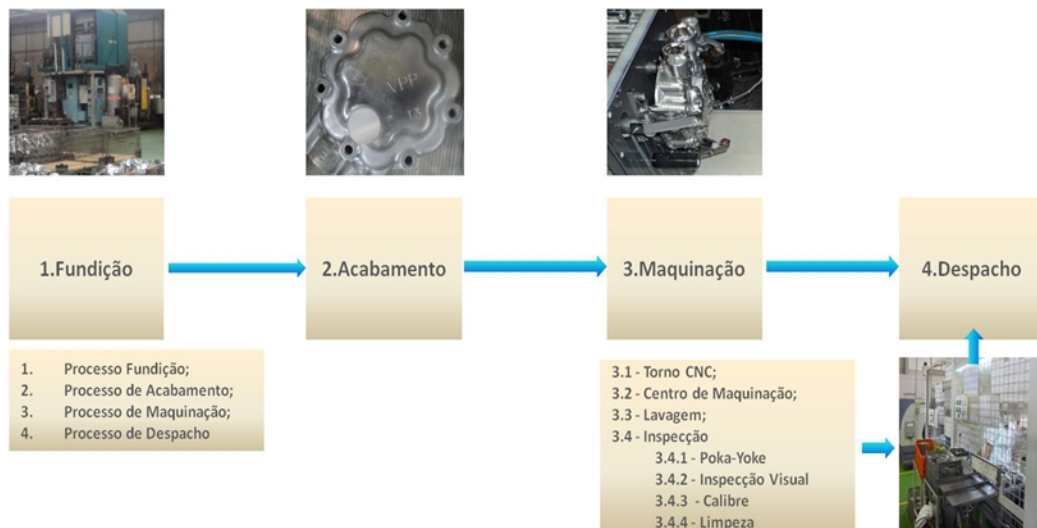 1.Fundição
2.Acabamento
3.Maquinação
4.Despacho
1. Processo Fundição;
2. Processo de Acabamento;
3. Processo de Maquinação;
4. Processo de Despacho
3.1 - Torno CNC;
3.2 - Centro de Maquinação;
3.3 - Lavagem;
3.4 - Inspecção
3.4.1 - Poka-Yoke
3.4.2 - Inspecção Visual
3.4.3 - Calibre
3.4.4 - Limpeza